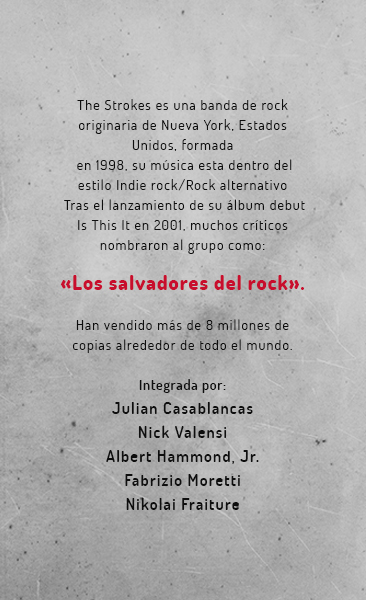 The Strokes es una banda de rock
originaria de Nueva York, Estados
Unidos, formada
en 1998, su música esta dentro del
estilo Indie rock/Rock alternativo
Tras el lanzamiento de su álbum debut
Is This It en 2001, muchos críticos
nombraron al grupo como:
«Los salvadores del rock».
Han vendido más de 8 millones de
copias alrededor de todo el mundo.
Integrada por:
Julian Casablancas
Nick Valensi
Albert Hammond, Jr.
Fabrizio Moretti
Nikolai Fraiture